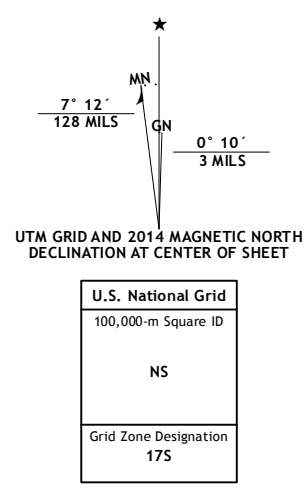 MN
7° 12´
128 MILS
GN
0° 10´
3 MILS
UTM GRID AND 2014 MAGNETIC NORTH
DECLINATION AT CENTER OF SHEET
U.S. National Grid
100,000-m Square ID
NS
Grid Zone Designation
17S